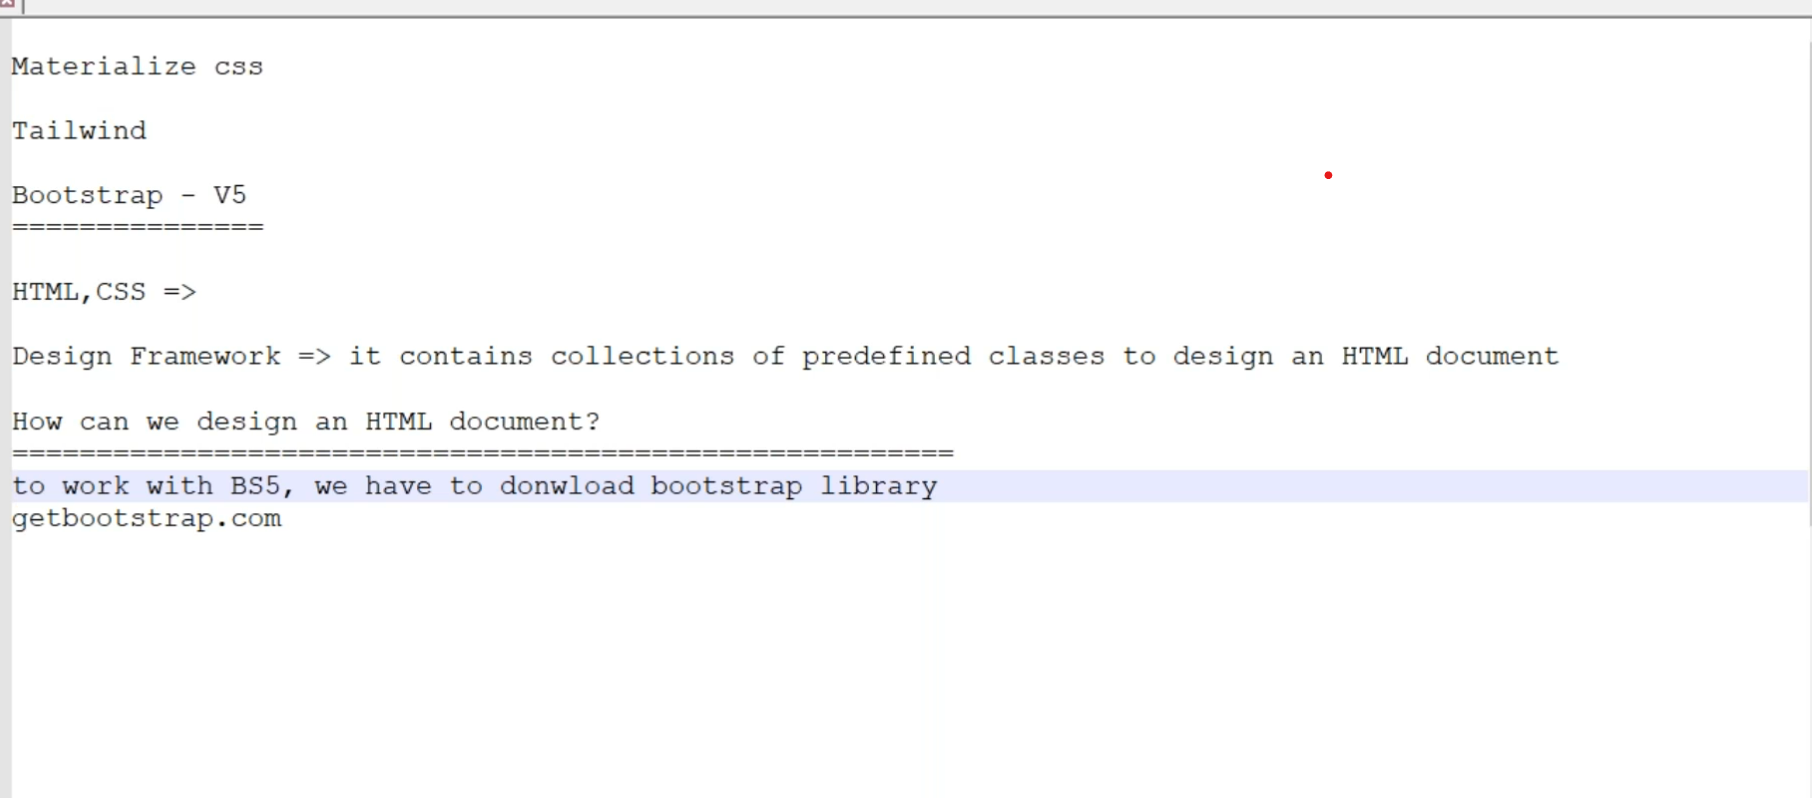 Materialize css
Tailwind
Bootstrap - V5
===============
HTML,CSS =>
Design Framework => it contains collections of predefined classes to design an HTML document
How can we design an HTML document?
========================================================
to work with BS5, we have to donwload bootstrap library
getbootstrap.com